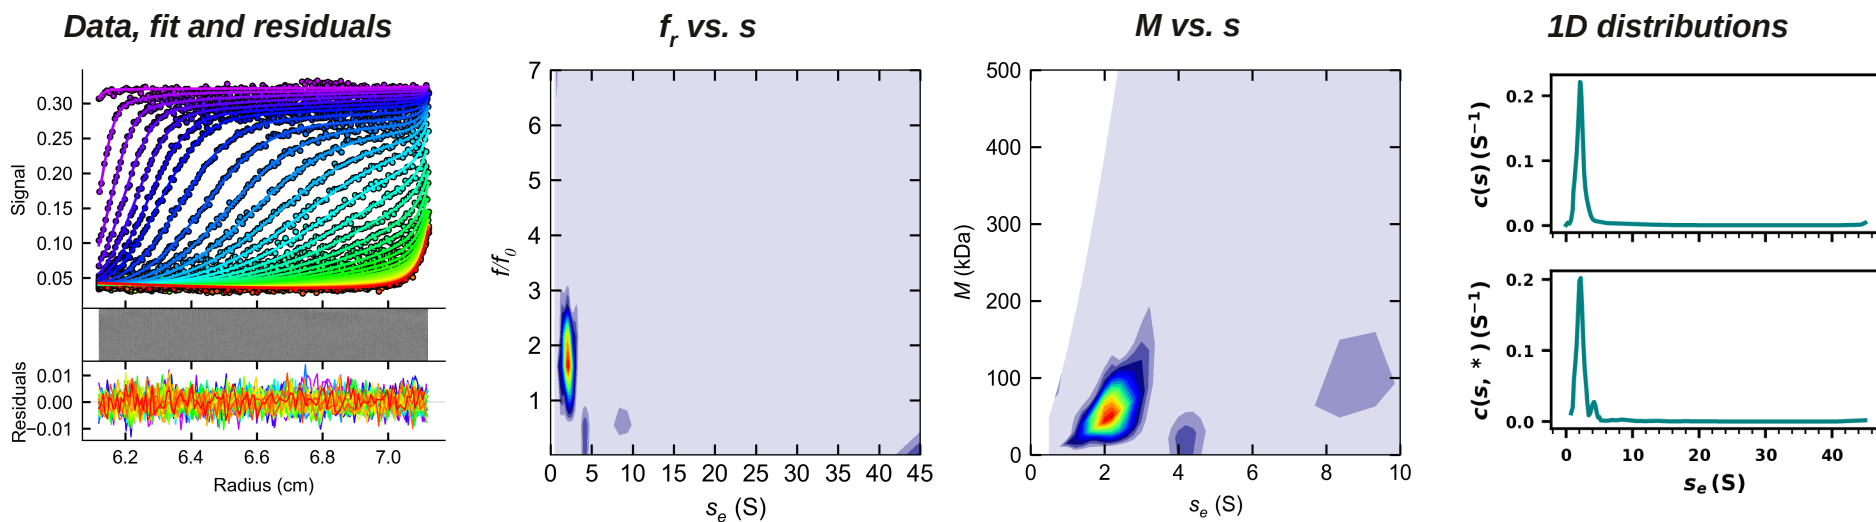 Data, fit and residuals
f_r vs. s
M vs. s
1D distributions
Signal
0.30
0.25
0.20
0.15
0.10
0.05
Residuals
0.01
0.00
−0.01
6.2 6.4 6.6 6.8 7.0
Radius (cm)
f/f_0
7
6
5
4
3
2
1
0 5 10 15 20 25 30 35 40 45
s_e (S)
M (kDa)
500
400
300
200
100
0
0 2 4 6 8 10
s_e (S)
c(s) (S⁻¹)
0.2
0.1
0.0
c(s, *) (S⁻¹)
0.2
0.1
0.0
0 10 20 30 40
s_e (S)